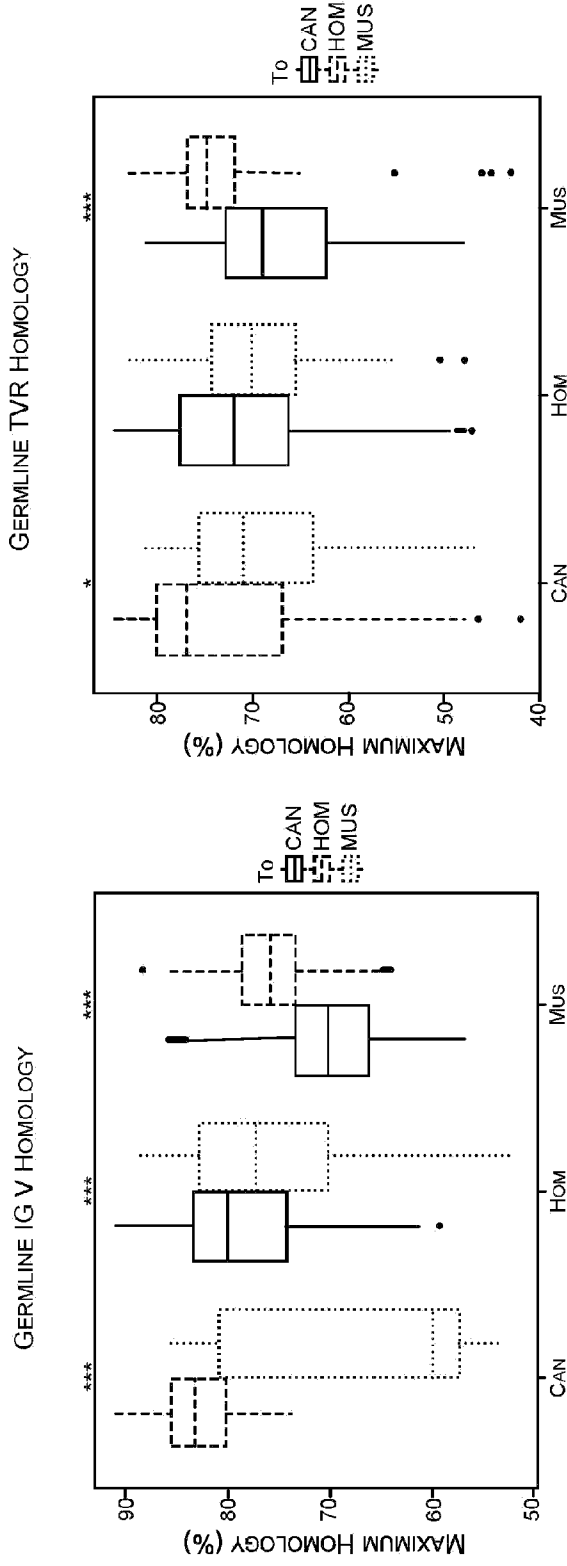 GERMLINE IG V HOMOLOGY
MAXIMUM HOMOLOGY (%)
90
80
70
60
50
***
***
***
CAN
HOM
MUS
To
CAN
HOM
MUS
GERMLINE TVR HOMOLOGY
MAXIMUM HOMOLOGY (%)
80
70
60
50
40
*
***
CAN
HOM
MUS
To
CAN
HOM
MUS